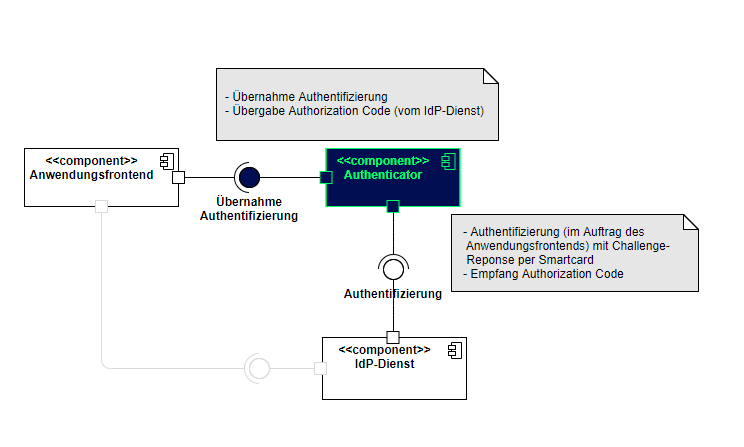 - Übernahme Authentifizierung
- Übergabe Authorization Code (vom IdP-Dienst)
<<component>>
Anwendungsfrontend
<<component>>
Authenticator
Übernahme
Authentifizierung
- Authentifizierung (im Auftrag des
Anwendungsfrontends) mit Challenge-
Reponse per Smartcard
- Empfang Authorization Code
Authentifizierung
<<component>>
IdP-Dienst